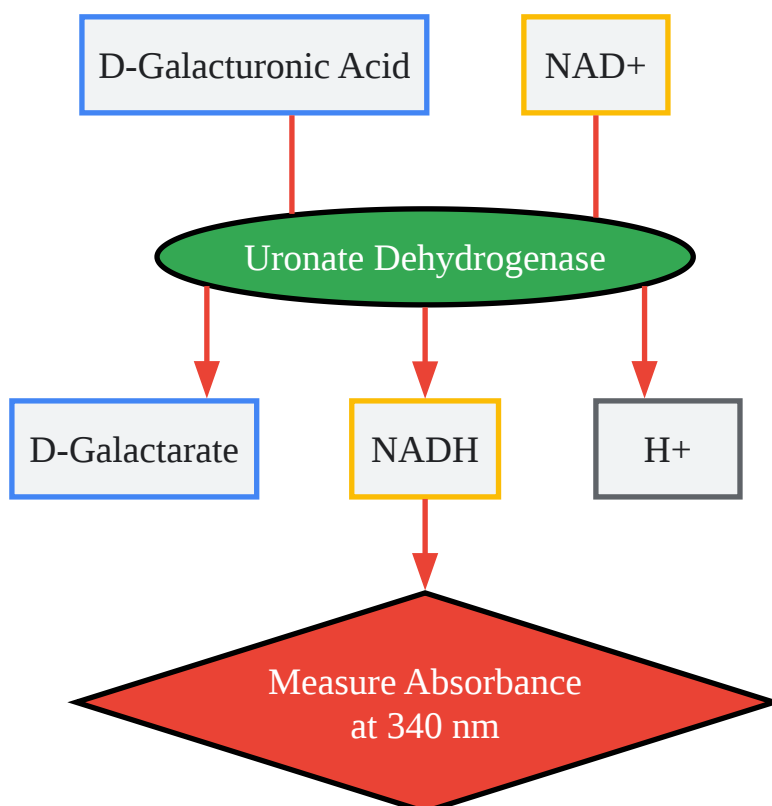 D-Galacturonic Acid
NAD+
Uronate Dehydrogenase
D-Galactarate
NADH
H+
Measure Absorbance
at 340 nm